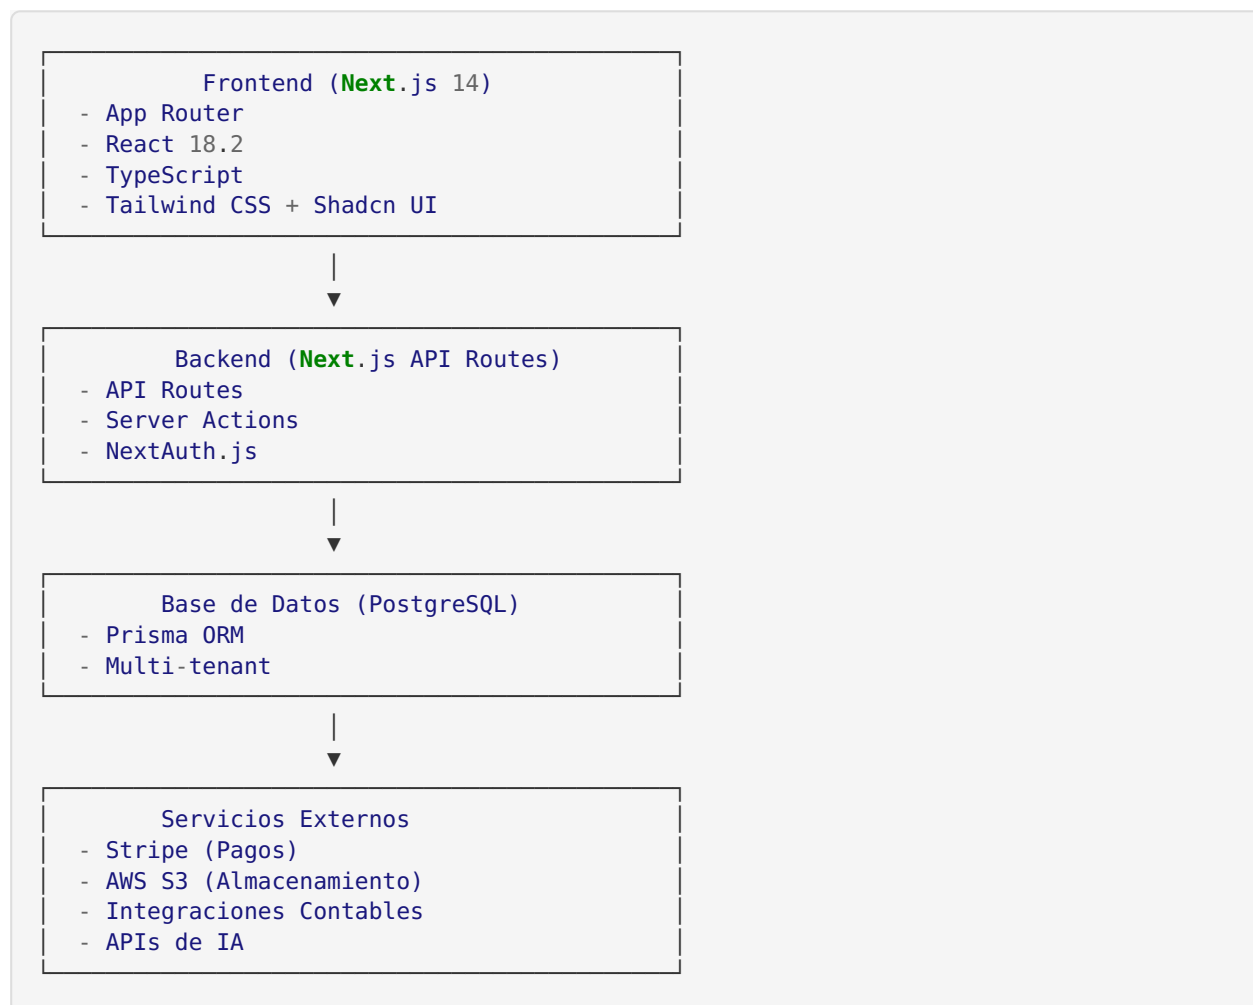 Frontend (Next.js 14)
- App Router
- React 18.2
- TypeScript
- Tailwind CSS + Shadcn UI
Backend (Next.js API Routes)
- API Routes
- Server Actions
- NextAuth.js
Base de Datos (PostgreSQL)
- Prisma ORM
- Multi-tenant
Servicios Externos
- Stripe (Pagos)
- AWS S3 (Almacenamiento)
- Integraciones Contables
- APIs de IA